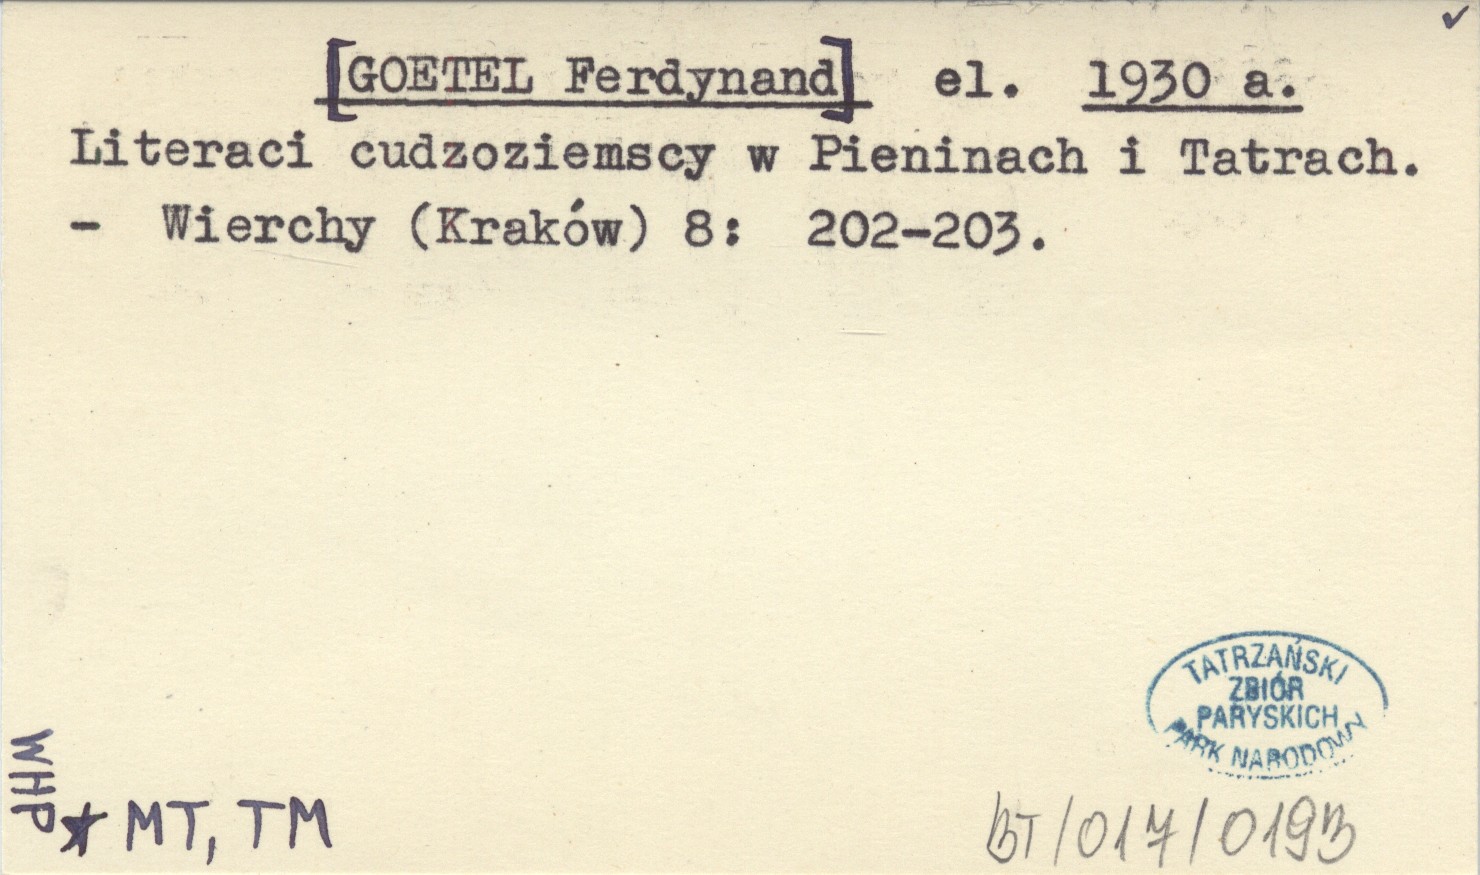 ✓
[GOETEL Ferdynand] el. 1930 a.
Literaci cudzoziemscy w Pieninach i Tatrach.
- Wierchy (Kraków) 8: 202-203.
TATRZAŃSKI
ZBIÓR
PARYSKICH
PARK NARODOWY
WHP
★ MT, TM
BT/017/0193